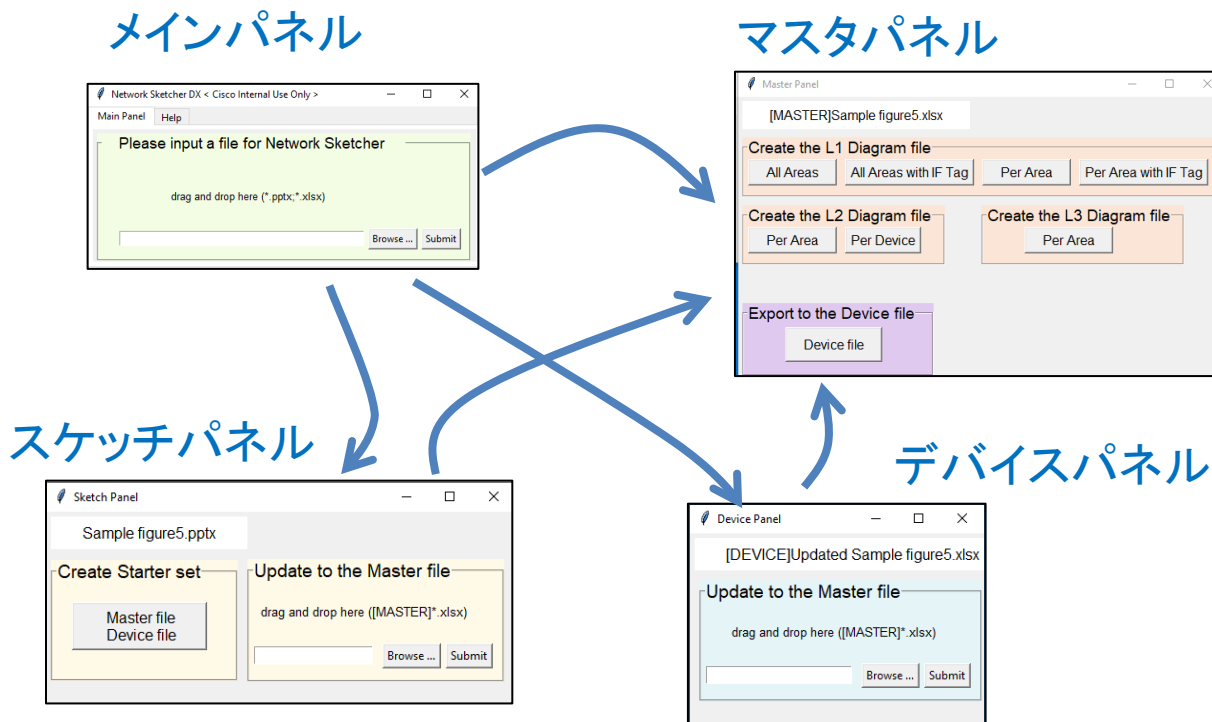 メインパネル
Network Sketcher DX < Cisco Internal Use Only >
Main Panel
Help
Please input a file for Network Sketcher
drag and drop here (*.pptx;*.xlsx)
Browse ...
Submit
マスタパネル
Master Panel
[MASTER]Sample figure5.xlsx
Create the L1 Diagram file
All Areas
All Areas with IF Tag
Per Area
Per Area with IF Tag
Create the L2 Diagram file
Per Area
Per Device
Create the L3 Diagram file
Per Area
Export to the Device file
Device file
スケッチパネル
Sketch Panel
Sample figure5.pptx
Create Starter set
Master file
Device file
Update to the Master file
drag and drop here ([MASTER]*.xlsx)
Browse ...
Submit
デバイスパネル
Device Panel
[DEVICE]Updated Sample figure5.xlsx
Update to the Master file
drag and drop here ([MASTER]*.xlsx)
Browse ...
Submit